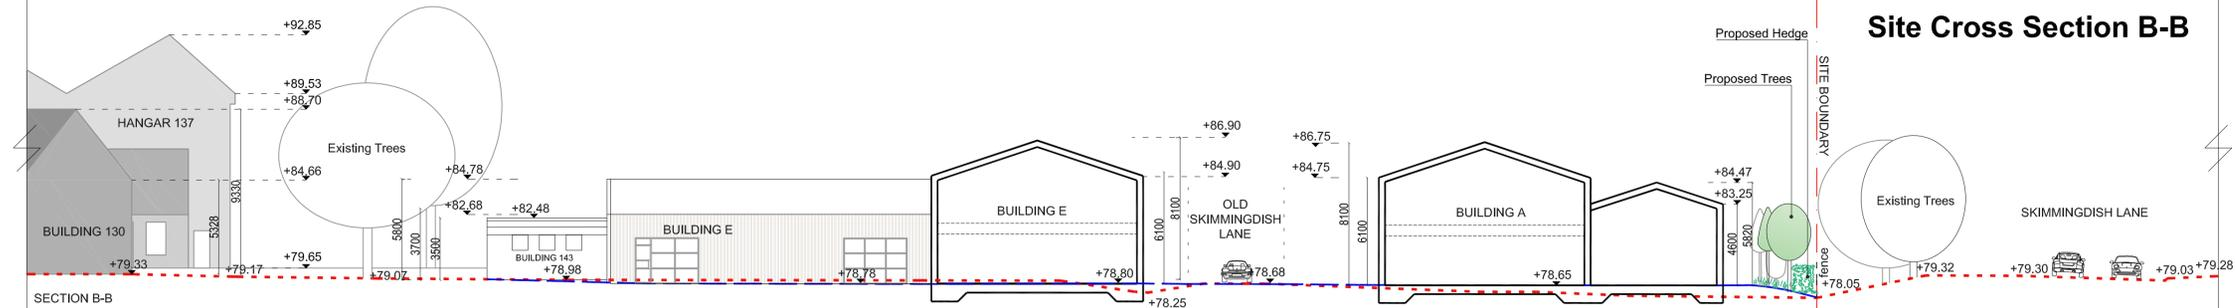 Site Cross Section B-B
+92.85
+89.53
+88.70
HANGAR 137
Existing Trees
+84.66
9330
5328
BUILDING 130
+79.65
+79.33
+79.17
+79.07
5800
3700
3500
+84.78
+82.68
+82.48
BUILDING 143
+78.98
BUILDING E
+78.78
BUILDING E
+78.80
+78.25
6100
8100
+86.90
+84.90
OLD
SKIMMINGDISH
LANE
+78.68
+86.75
+84.75
8100
6100
BUILDING A
+78.65
Proposed Hedge
Proposed Trees
+84.47
+83.25
4600
5820
SITE BOUNDARY
fence
+78.05
Existing Trees
+79.32
SKIMMINGDISH LANE
+79.30
+79.03
+79.28
SECTION B-B